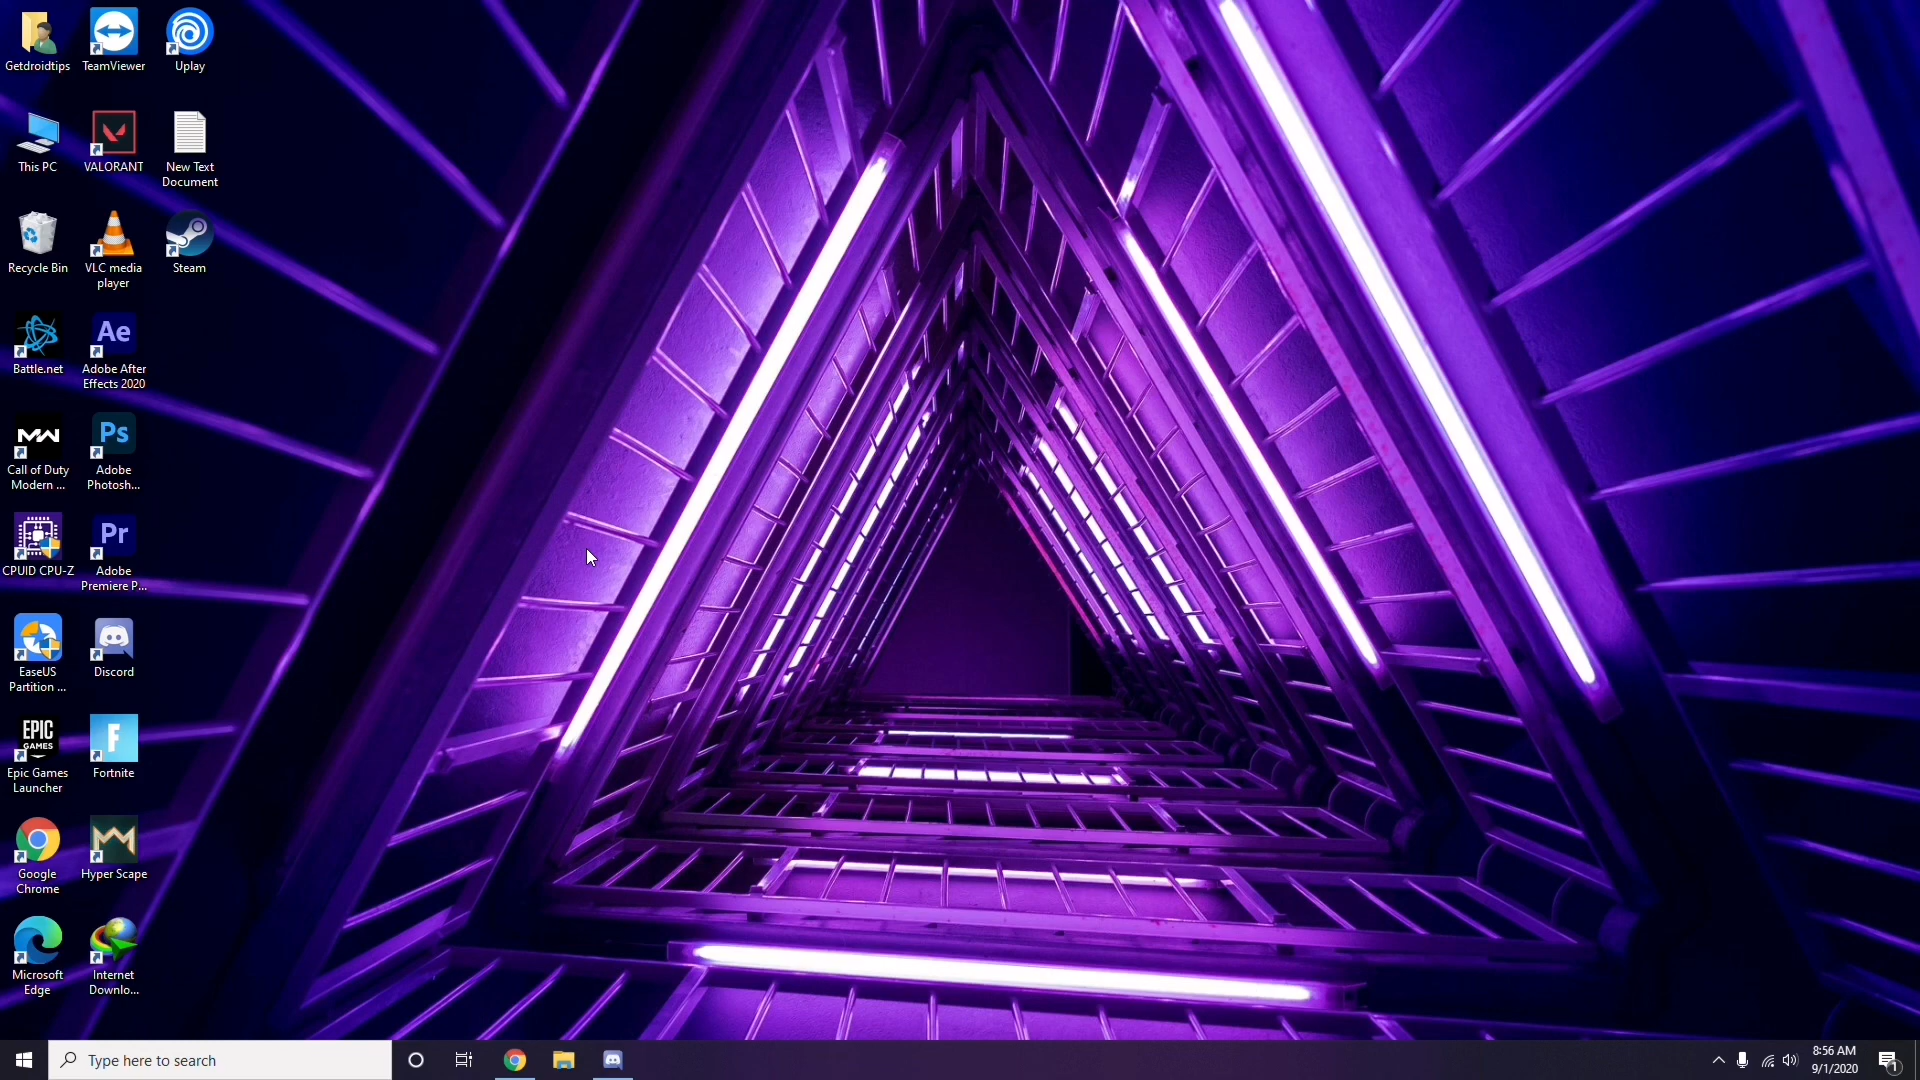 Getdroidtips
TeamViewer
Uplay
This PC
VALORANT
New Text
Document
Recycle Bin
VLC media
player
Steam
Battle.net
Ae
Adobe After
Effects 2020
MW
Call of Duty
Modern ...
Ps
Adobe
Photosh...
CPUID CPU-Z
Pr
Adobe
Premiere P...
EaseUS
Partition ...
Discord
EPIC
GAMES
Epic Games
Launcher
F
Fortnite
Google
Chrome
Hyper Scape
Microsoft
Edge
Internet
Downlo...
Type here to search
8:56 AM
9/1/2020
1